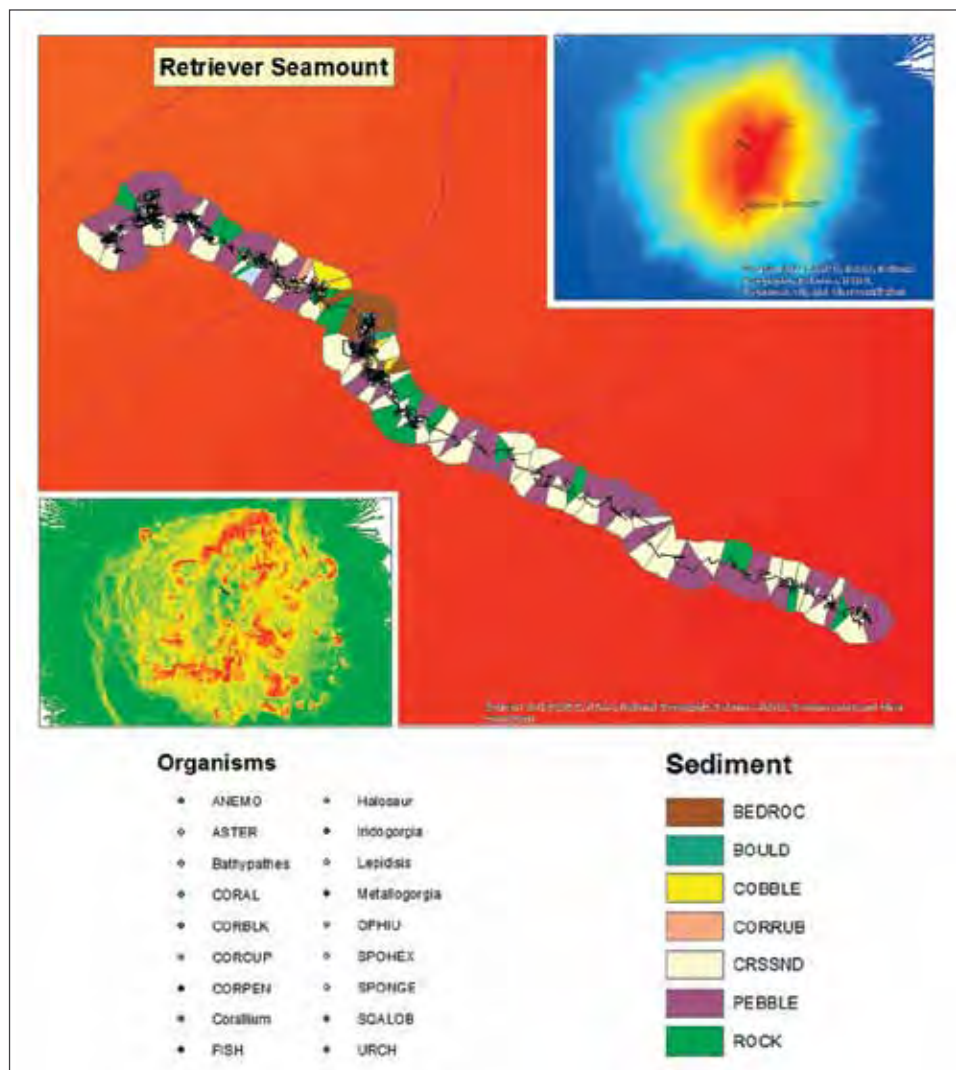 Retriever Seamount
Organisms
ANEMO
ASTER
Bathypathes
CORAL
CORBLK
CORCUP
CORPEN
Corallium
FISH
Halosaur
Iridogorgia
Lepidisis
Metallogorgia
OPHIU
SPOHEX
SPONGE
SQALOB
URCH
Sediment
BEDROC
BOULD
COBBLE
CORRUB
CRSSND
PEBBLE
ROCK